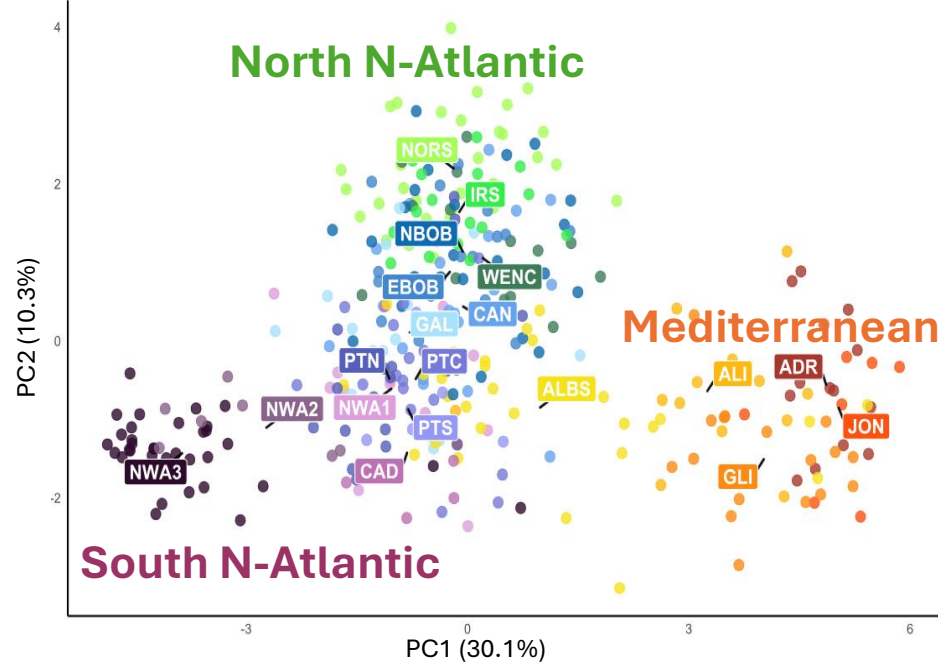 4
North N-Atlantic
NORS
2
IRS
NBOB
WENC
EBOB
CAN
GAL
Mediterranean
0
PTN
PTC
ADR
ALI
ALBS
NWA2
NWA1
PTS
JON
NWA3
CAD
GLI
-2
South N-Atlantic
PC2 (10.3%)
-3
0
3
6
PC1 (30.1%)